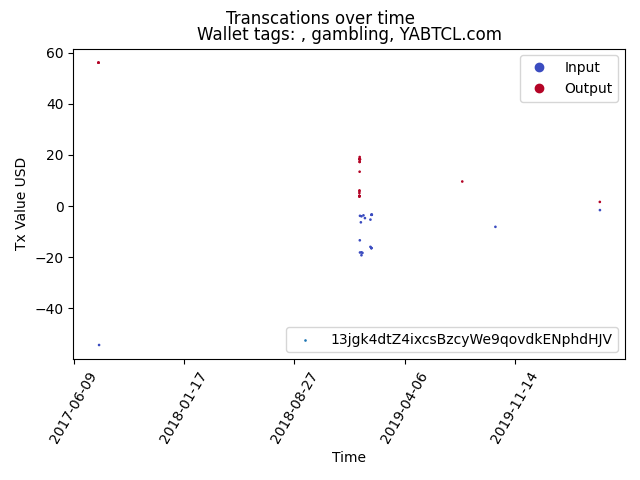 Transcations over time
Wallet tags: , gambling, YABTCL.com
60
40
20
0
−20
−40
Tx Value USD
Input
Output
13jgk4dtZ4ixcsBzcyWe9qovdkENphdHJV
2017-06-09
2018-01-17
2018-08-27
2019-04-06
2019-11-14
Time